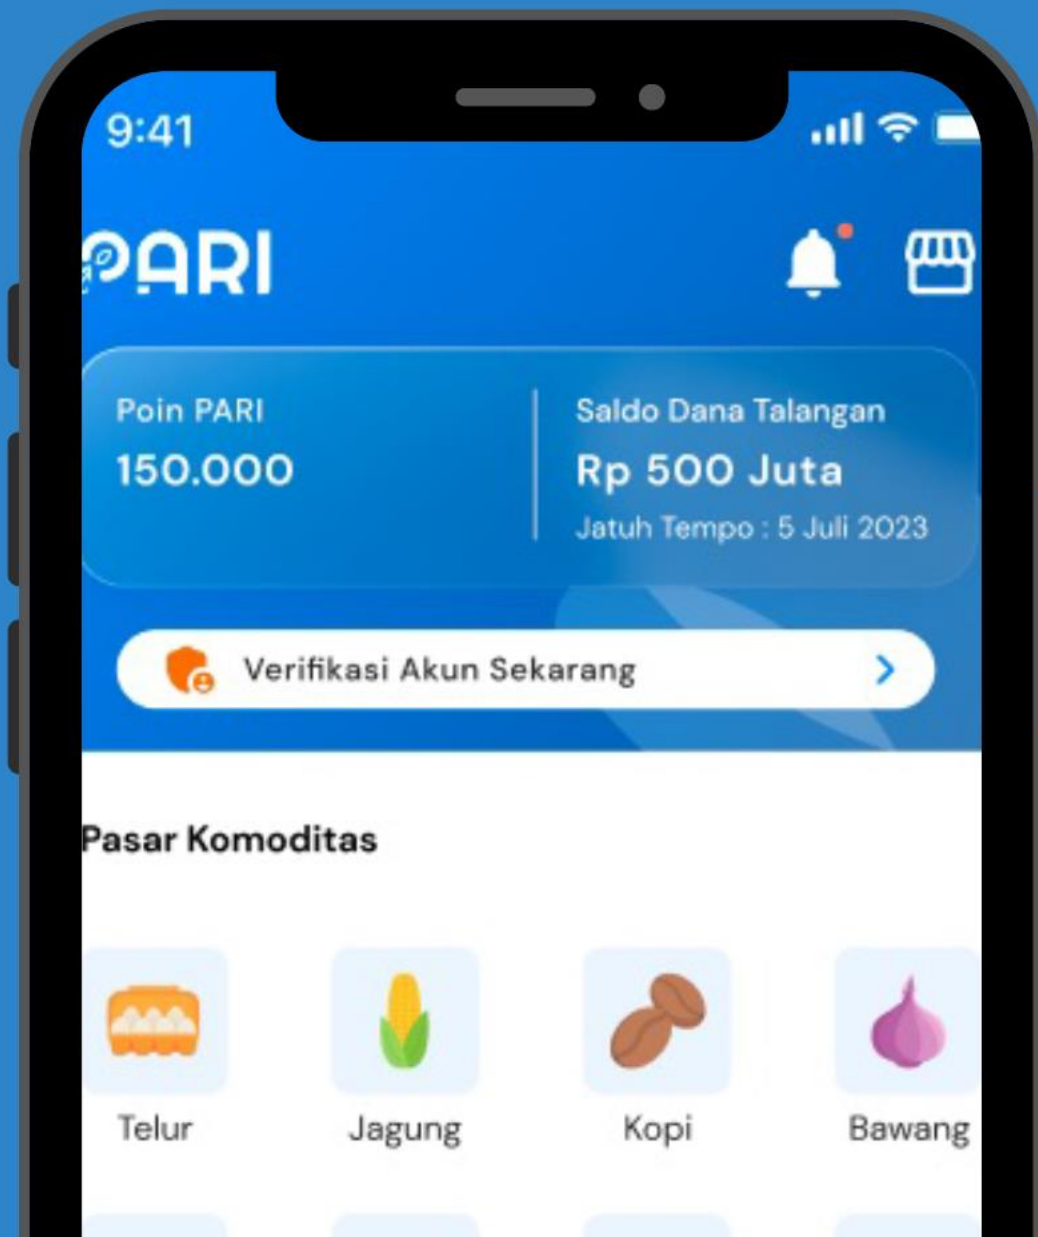 9:41
PARI
Poin PARI
150.000
Saldo Dana Talangan
Rp 500 Juta
Jatuh Tempo : 5 Juli 2023
Verifikasi Akun Sekarang
Pasar Komoditas
Telur
Jagung
Kopi
Bawang